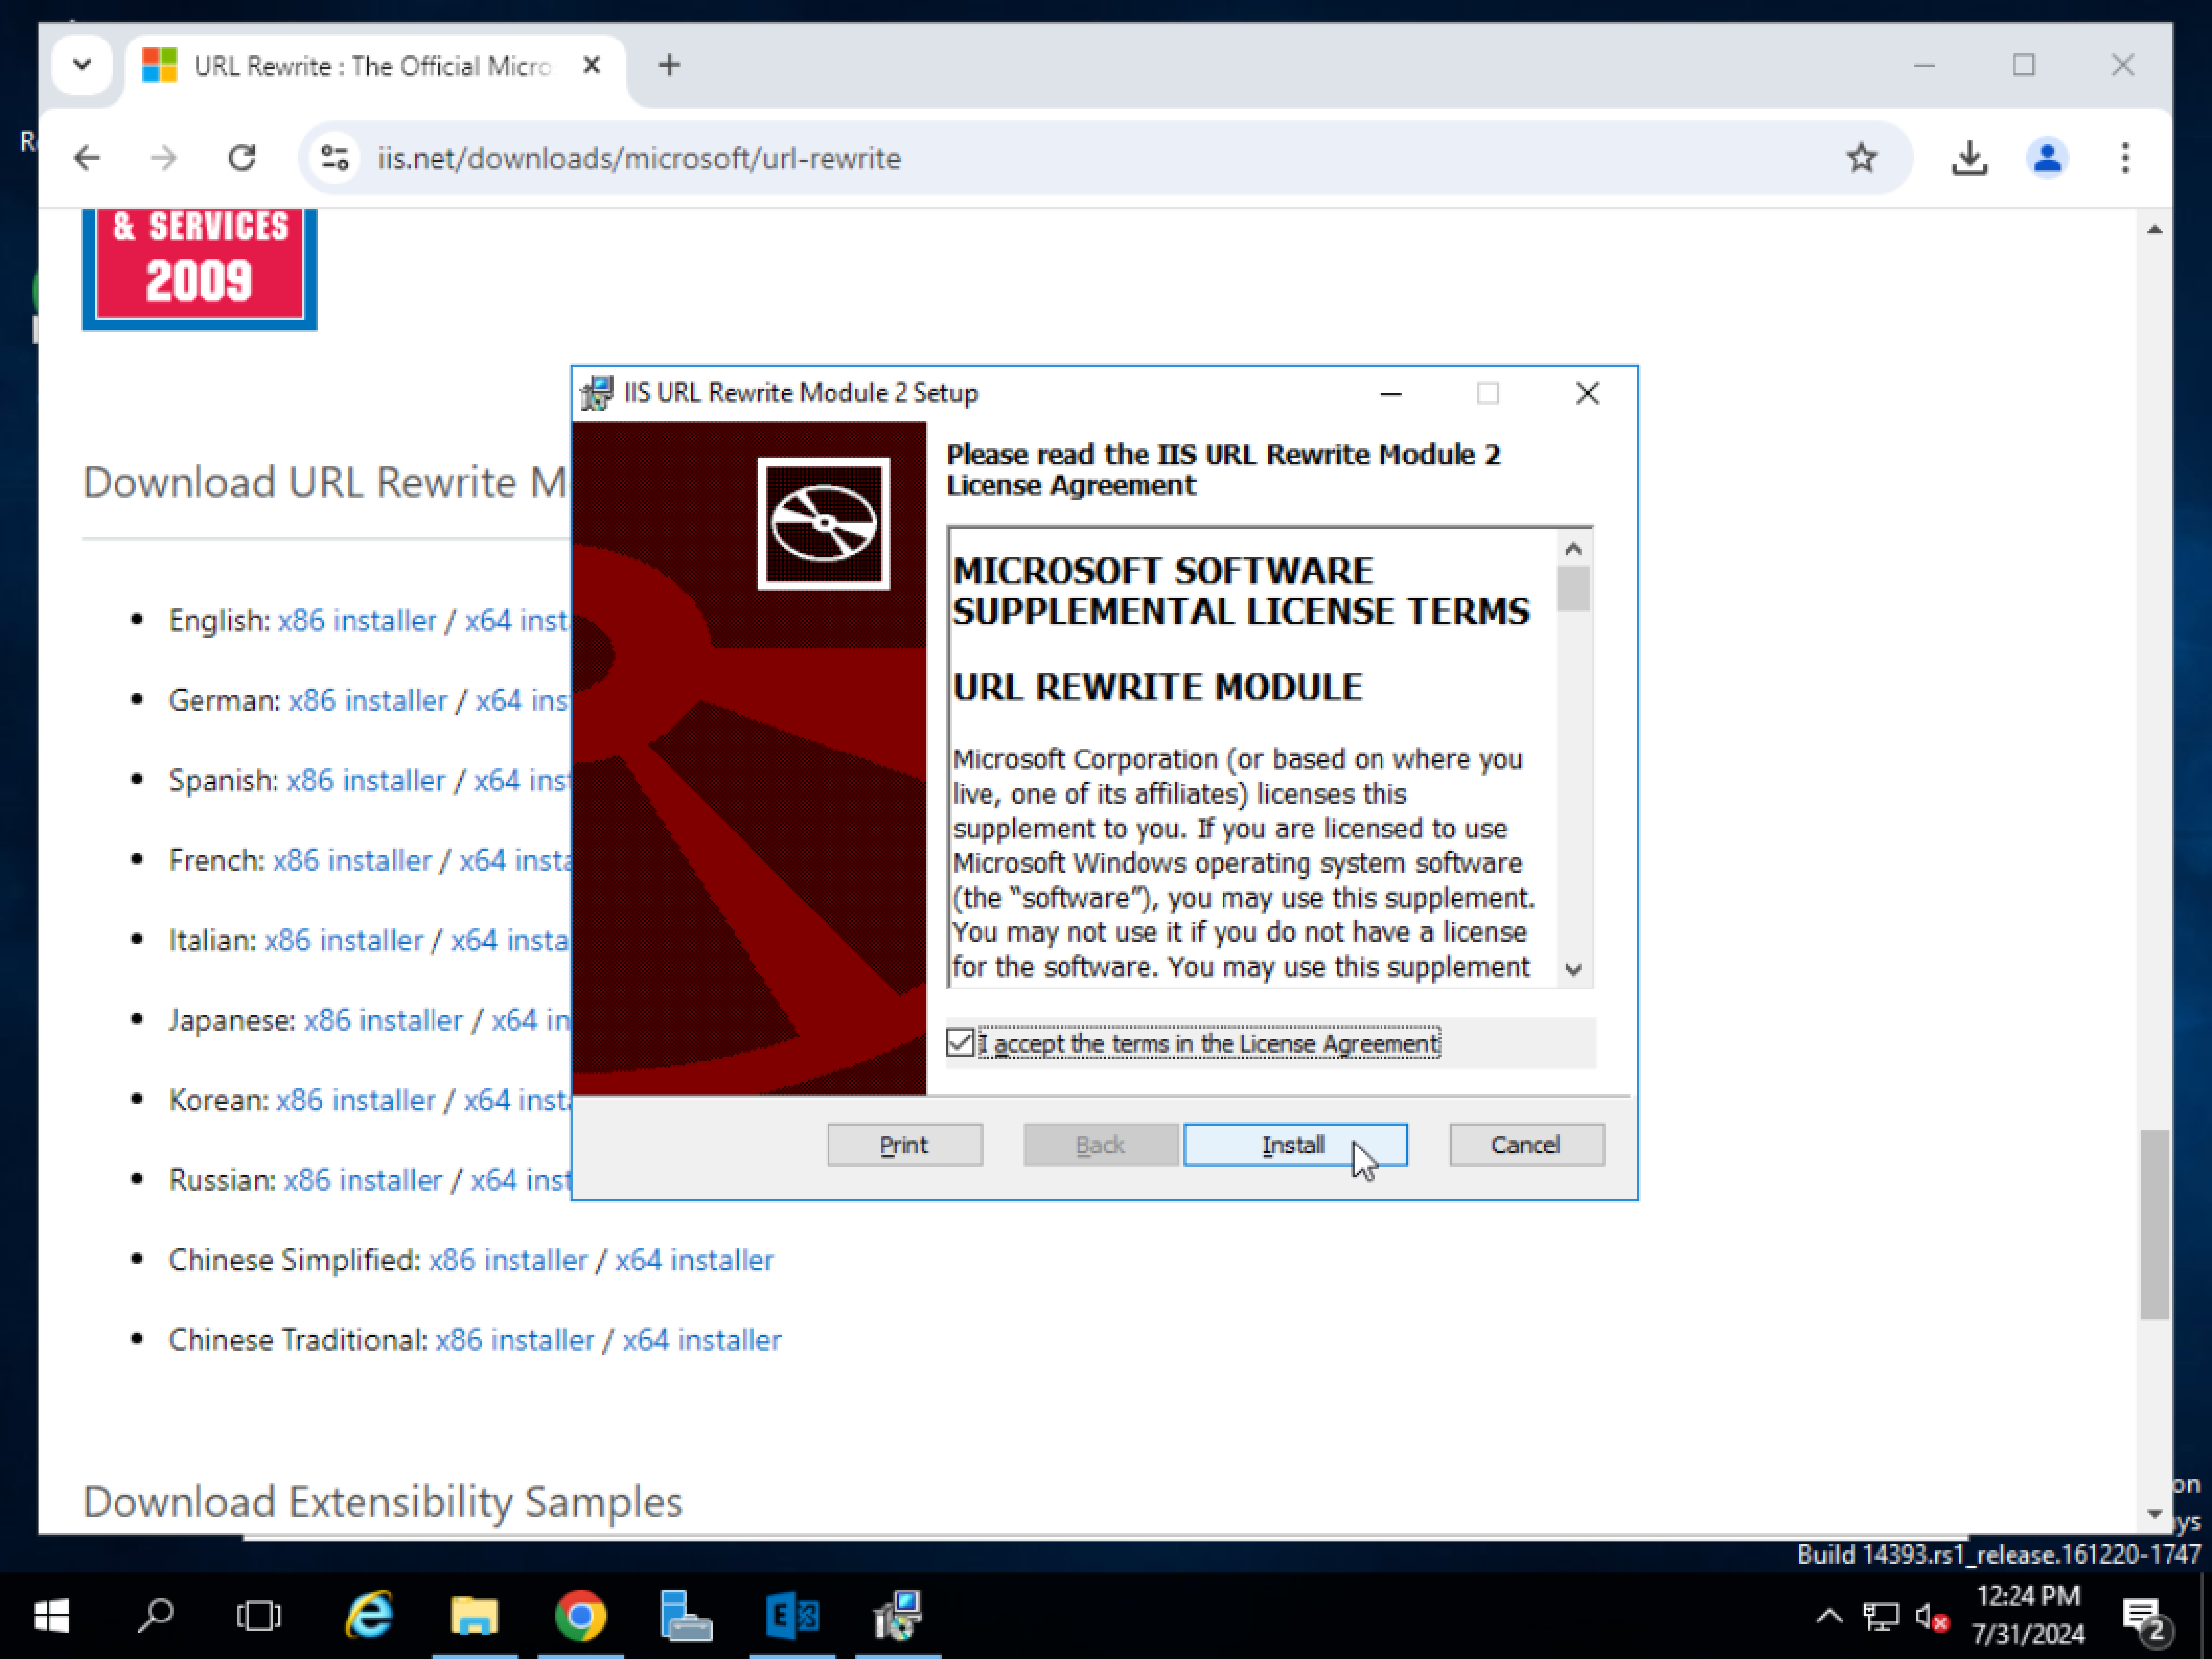 URL Rewrite : The Official Micro
iis.net/downloads/microsoft/url-rewrite
& SERVICES
2009
Download URL Rewrite M
English: x86 installer / x64 inst
German: x86 installer / x64 ins
Spanish: x86 installer / x64 inst
French: x86 installer / x64 insta
Italian: x86 installer / x64 insta
Japanese: x86 installer / x64 in
Korean: x86 installer / x64 inst
Russian: x86 installer / x64 inst
Chinese Simplified: x86 installer / x64 installer
Chinese Traditional: x86 installer / x64 installer
Download Extensibility Samples
IIS URL Rewrite Module 2 Setup
Please read the IIS URL Rewrite Module 2
License Agreement
MICROSOFT SOFTWARE
SUPPLEMENTAL LICENSE TERMS
URL REWRITE MODULE
Microsoft Corporation (or based on where you
live, one of its affiliates) licenses this
supplement to you. If you are licensed to use
Microsoft Windows operating system software
(the “software”), you may use this supplement.
You may not use it if you do not have a license
for the software. You may use this supplement
I accept the terms in the License Agreement
Print
Back
Install
Cancel
on
ys
Build 14393.rs1_release.161220-1747
12:24 PM
7/31/2024
2